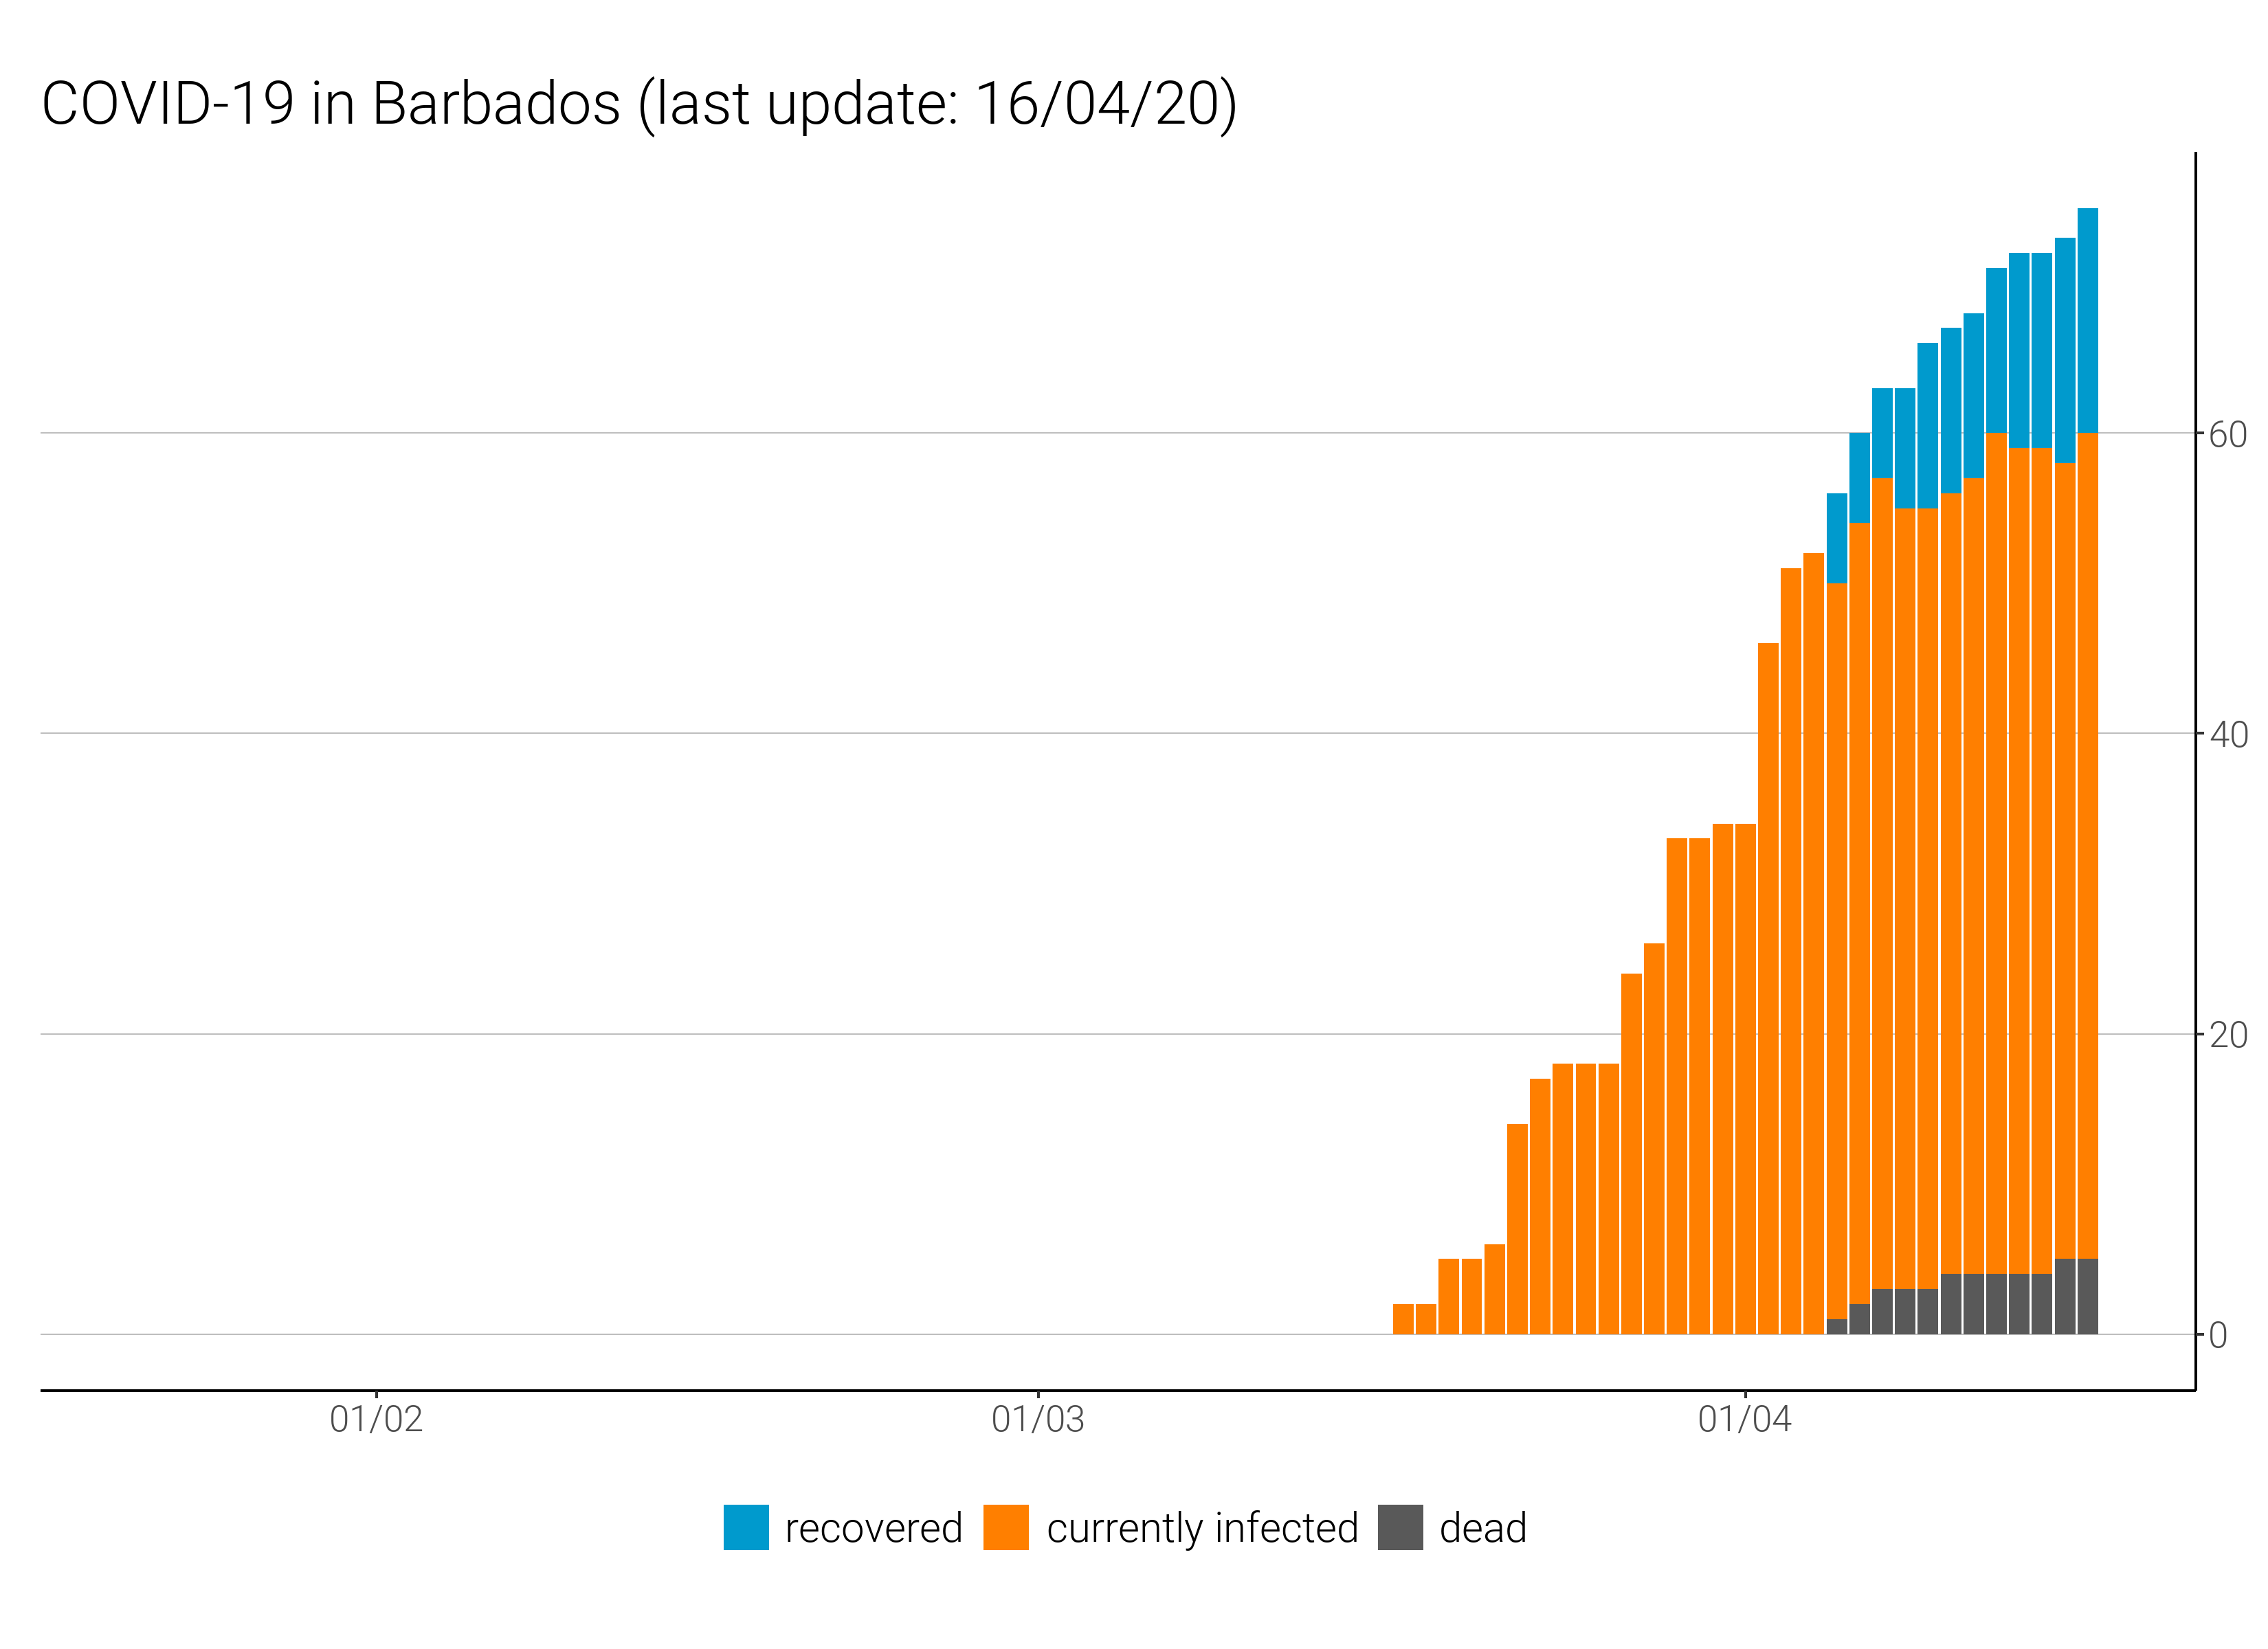 COVID-19 in Barbados (last update: 16/04/20)
60
40
20
0
01/02 01/03 01/04
recovered currently infected dead